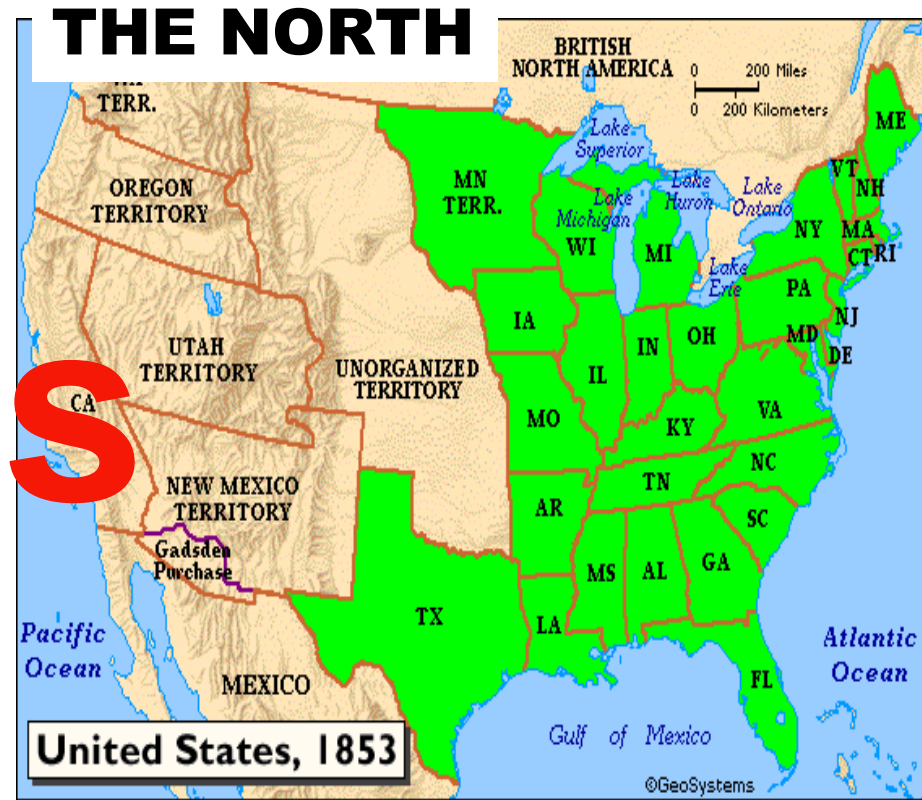 THE NORTH
BRITISH
NORTH AMERICA
0 200 Miles
0 200 Kilometers
TERR.
ME
Lake
Superior
VT
NH
OREGON
TERRITORY
MN
TERR.
Lake
Huron
Lake
Ontario
Lake
Michigan
NY
MA
WI
MI
CT
RI
Lake
Erie
PA
IA
NJ
UTAH
TERRITORY
IN
OH
MD
DE
UNORGANIZED
TERRITORY
IL
S
CA
MO
KY
VA
NC
NEW MEXICO
TERRITORY
TN
AR
SC
Gadsden
Purchase
MS
AL
GA
TX
LA
Pacific
Ocean
Atlantic
Ocean
MEXICO
FL
United States, 1853
Gulf of Mexico
©GeoSystems